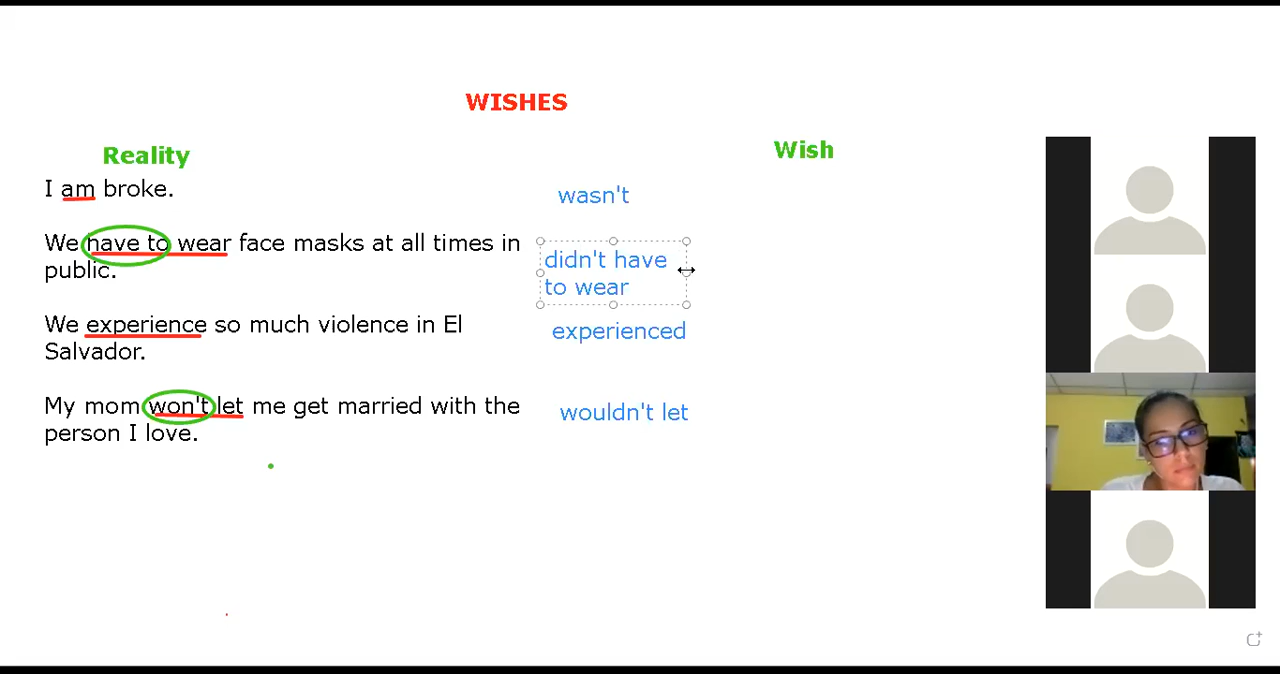 WISHES
Reality
Wish
I am broke.
wasn't
We have to wear face masks at all times in
public.
didn't have
to wear
We experience so much violence in El
Salvador.
experienced
My mom won't let me get married with the
person I love.
wouldn't let